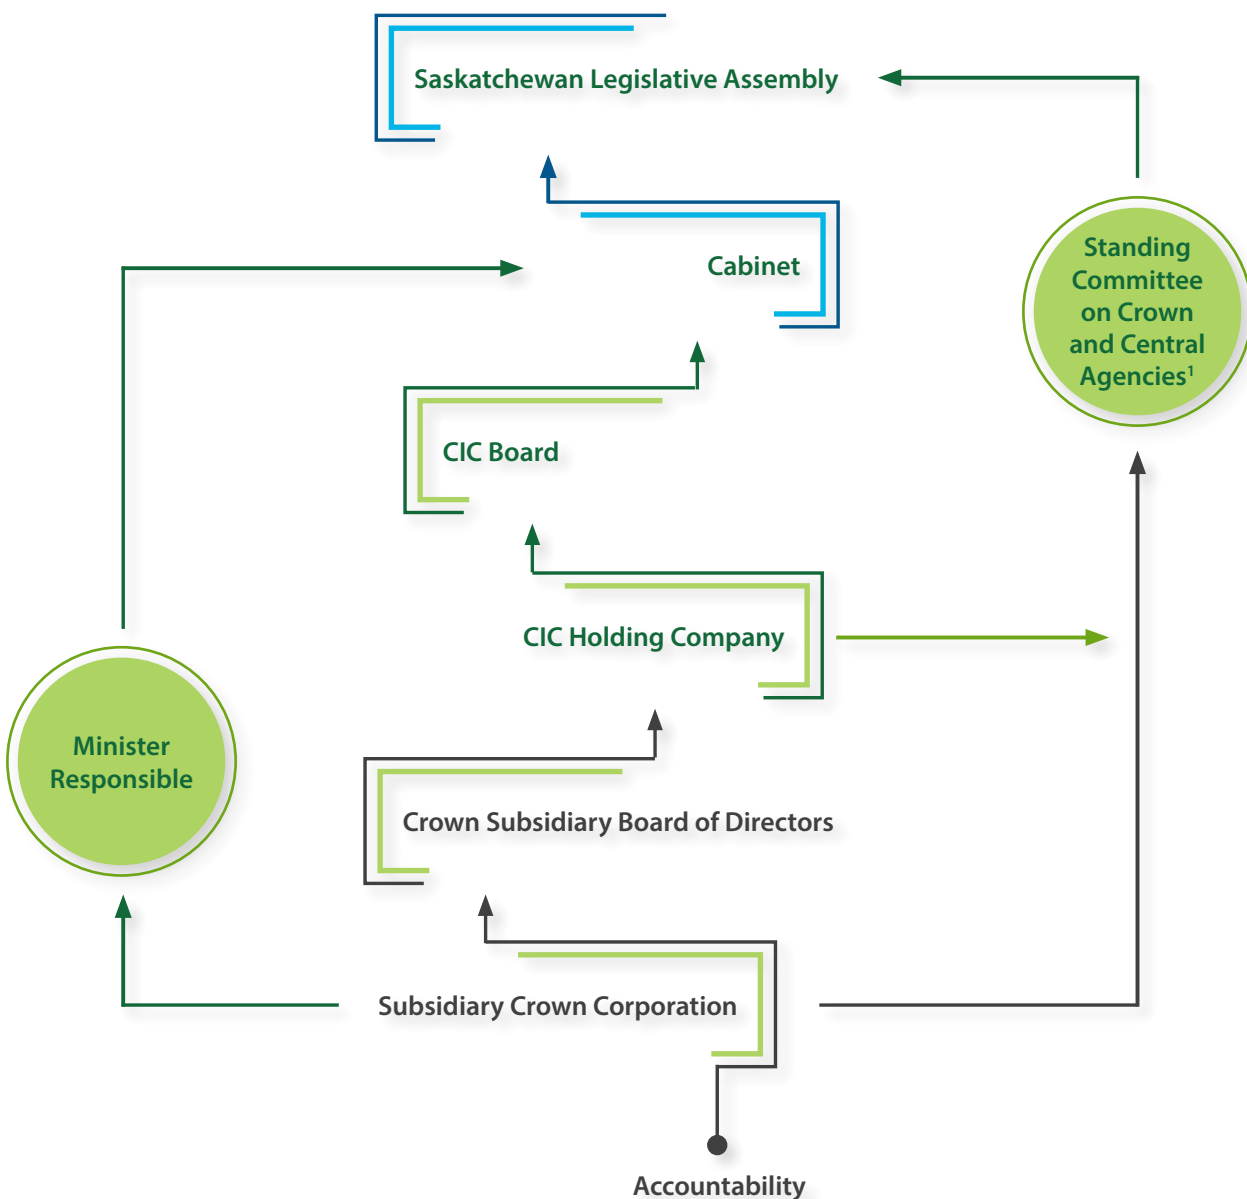 Saskatchewan Legislative Assembly
Cabinet
Standing
Committee
on Crown
and Central
Agencies¹
CIC Board
CIC Holding Company
Minister
Responsible
Crown Subsidiary Board of Directors
Subsidiary Crown Corporation
Accountability